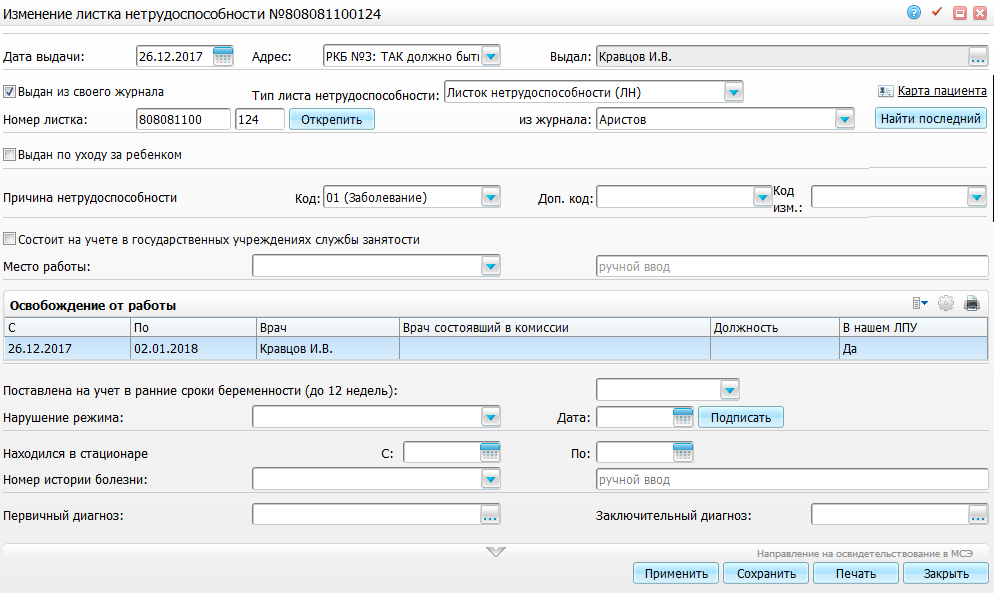 Изменение листка нетрудоспособности №808081100124
Дата выдачи: 26.12.2017 Адрес: РКБ №3: ТАК должно быть Выдал: Кравцов И.В. ...
Выдан из своего журнала Тип листа нетрудоспособности: Листок нетрудоспособности (ЛН) Карта пациента
Номер листка: 808081100 124 Открепить из журнала: Аристов Найти последний
Выдан по уходу за ребенком
Причина нетрудоспособности Код: 01 (Заболевание) Доп. код: Код
изм.:
Состоит на учете в государственных учреждениях службы занятости
Место работы: ручной ввод
Освобождение от работы
С По Врач Врач состоявший в комиссии Должность В нашем ЛПУ
26.12.2017 02.01.2018 Кравцов И.В. Да
Поставлена на учет в ранние сроки беременности (до 12 недель):
Нарушение режима: Дата: Подписать
Находился в стационаре С: По:
Номер истории болезни: ручной ввод
Первичный диагноз: ... Заключительный диагноз: ...
Направление на освидетельствование в МСЭ
Применить Сохранить Печать Закрыть